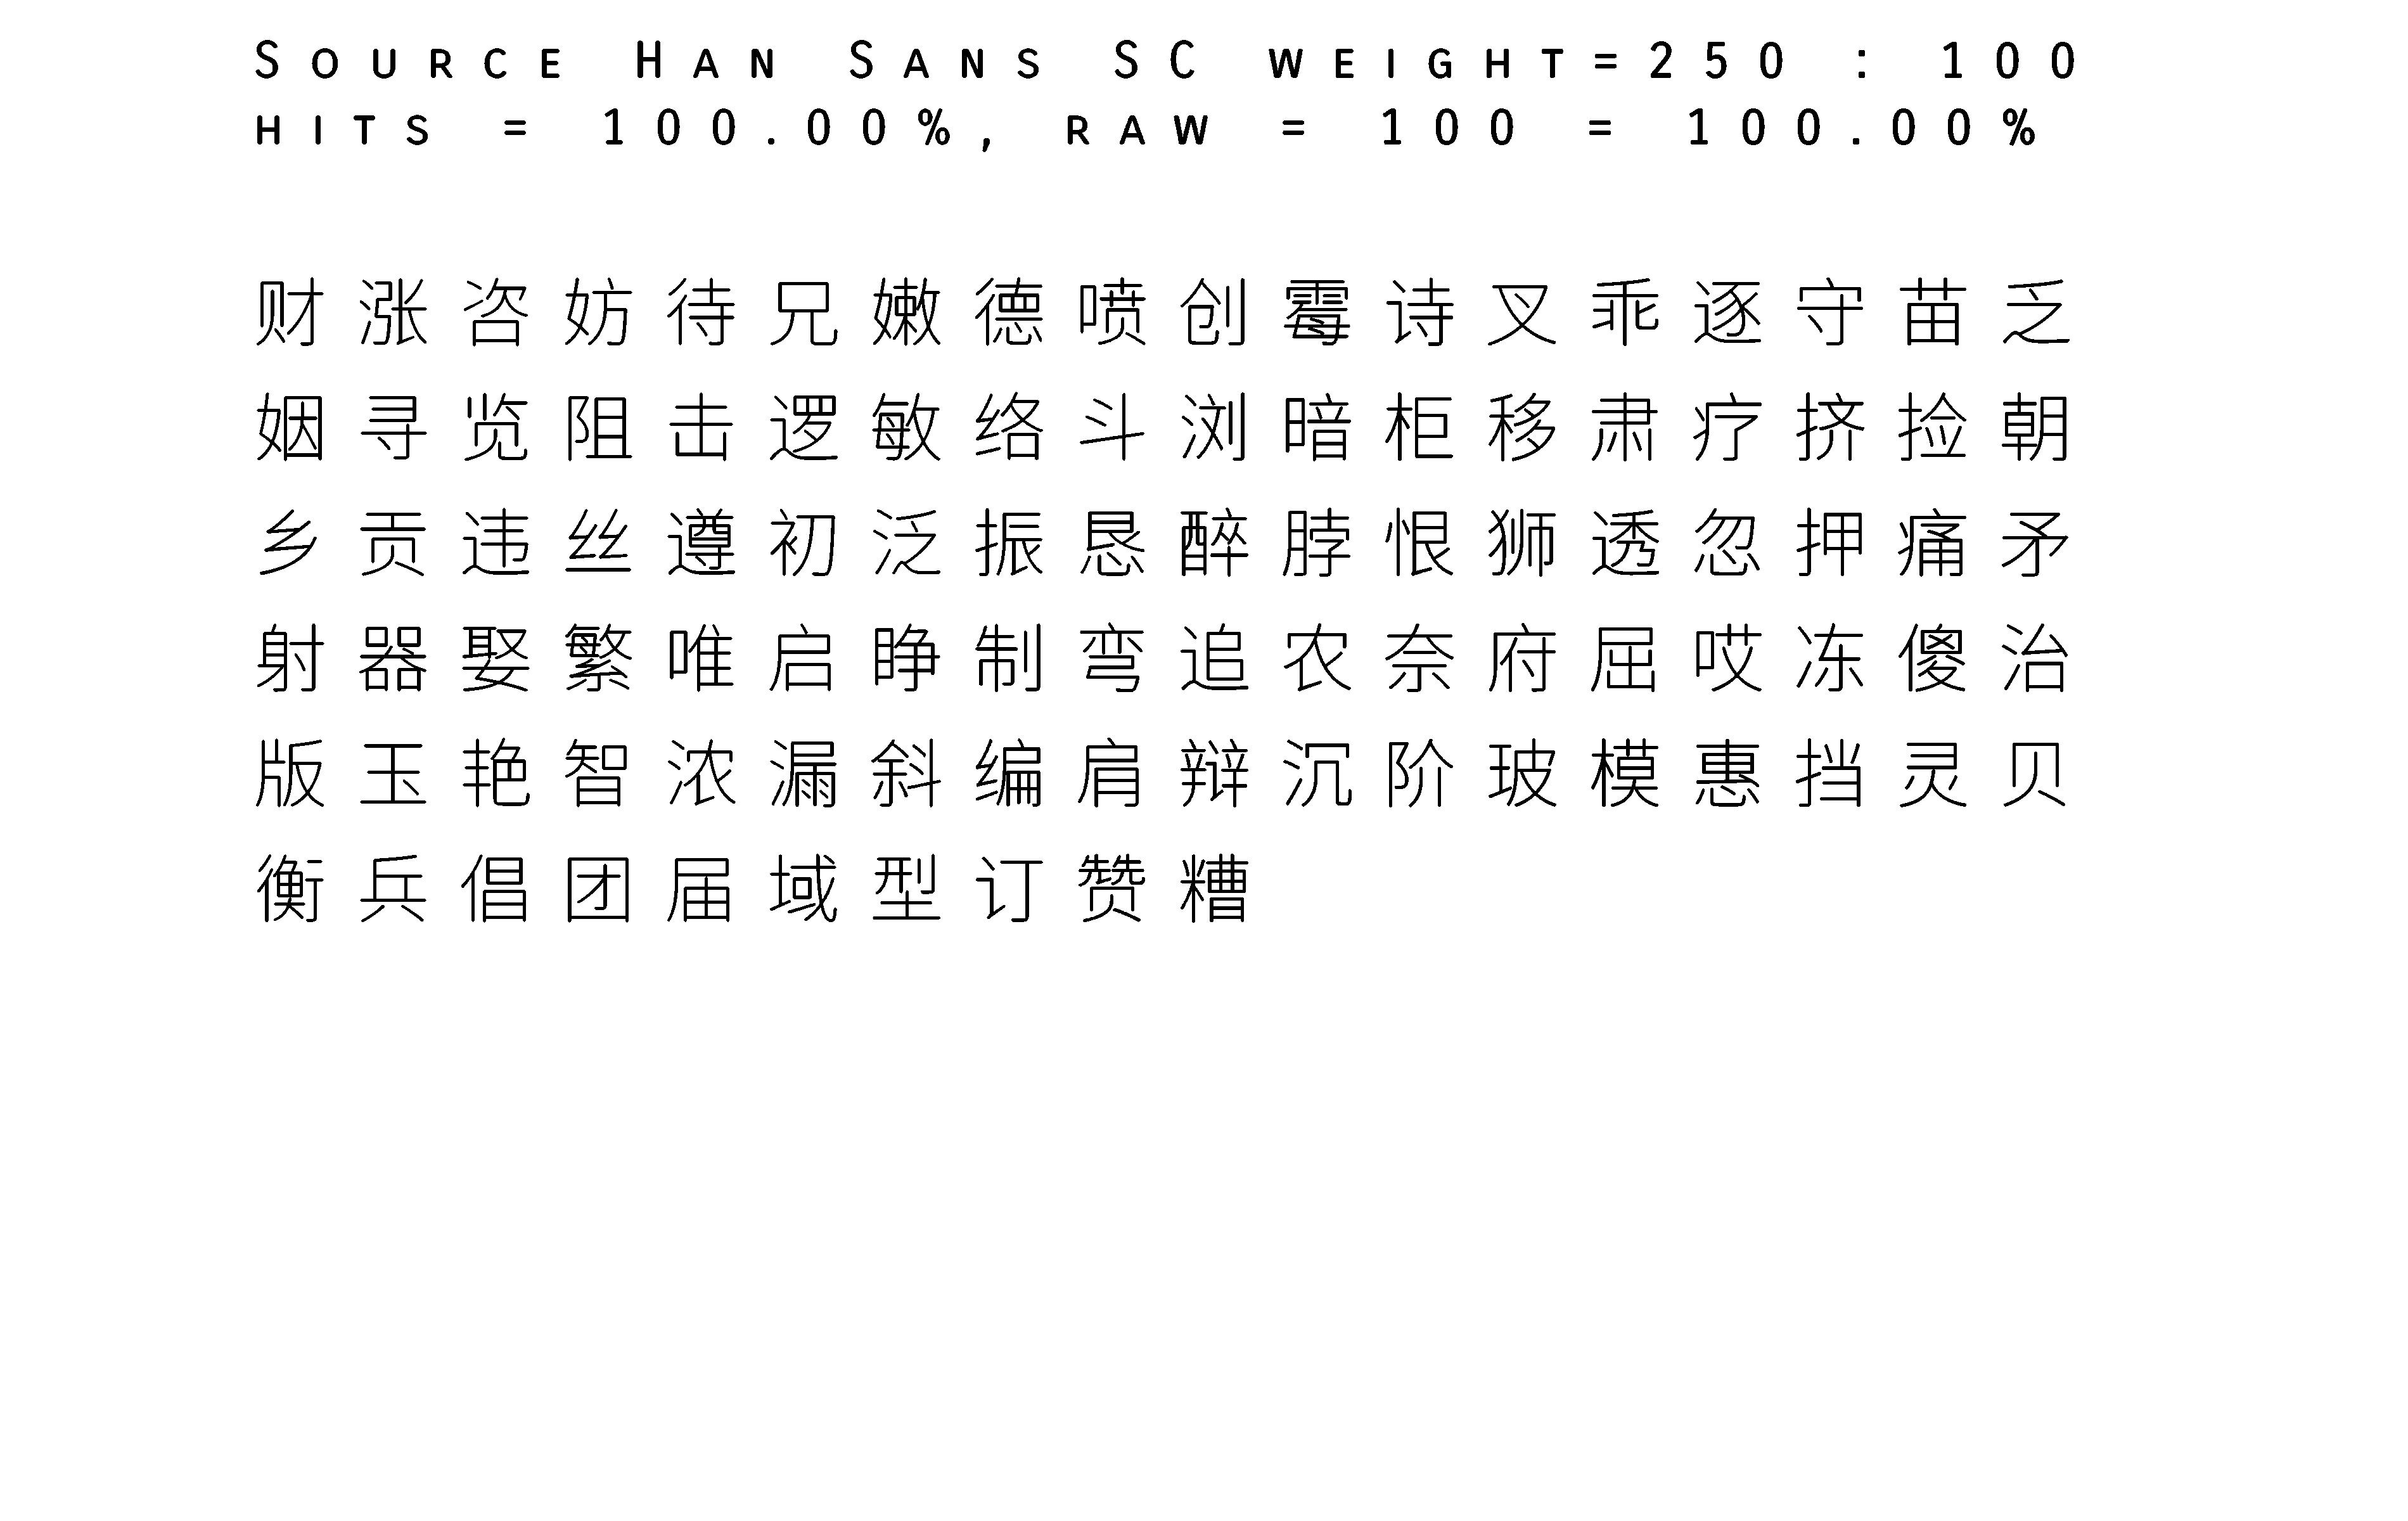 Source Han Sans SC weight=250 : 100
hits = 100.00%, raw = 100 = 100.00%
财涨咨妨待兄嫩德喷创霉诗叉乖逐守苗乏
姻寻览阻击逻敏络斗浏暗柜移肃疗挤捡朝
乡贡违丝遵初泛振恳醉脖恨狮透忽押痛矛
射器娶繁唯启睁制弯追农奈府屈哎冻傻治
版玉艳智浓漏斜编肩辩沉阶玻模惠挡灵贝
衡兵倡团届域型订赞糟